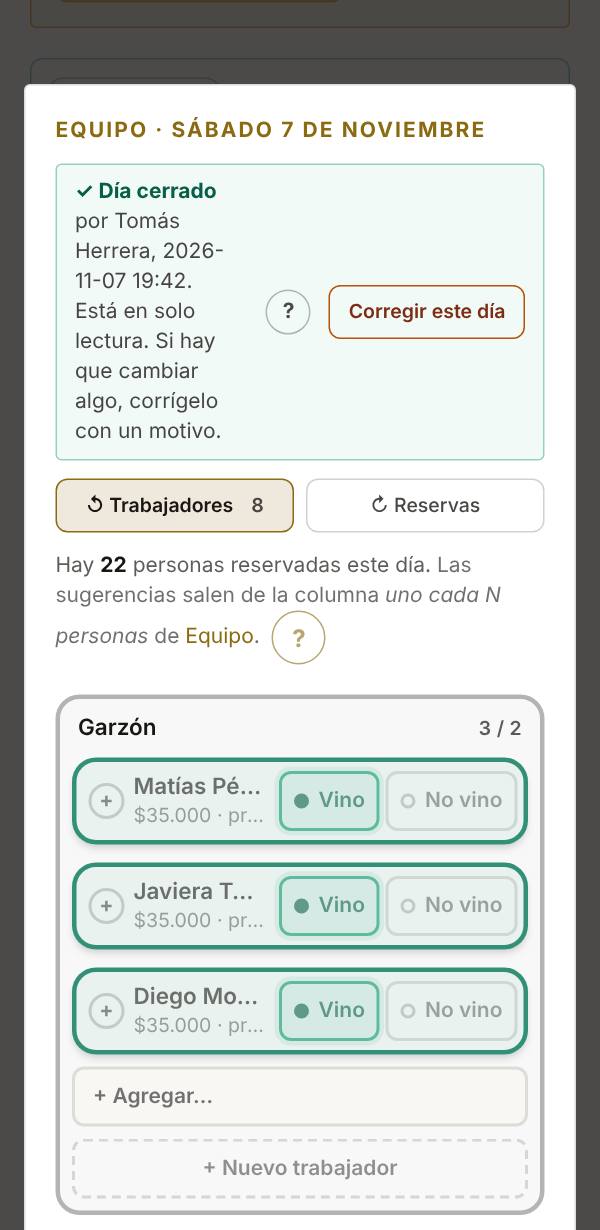 EQUIPO · SÁBADO 7 DE NOVIEMBRE
✓ Día cerrado
por Tomás
Herrera, 2026-
11-07 19:42.
Está en solo
lectura. Si hay
que cambiar
algo, corrígelo
con un motivo.
?
Corregir este día
↺ Trabajadores 8
↻ Reservas
Hay 22 personas reservadas este día. Las
sugerencias salen de la columna uno cada N
personas de Equipo. ?
Garzón 3 / 2
+ Matías Pé... Vino No vino
$35.000 · pr...
+ Javiera T... Vino No vino
$35.000 · pr...
+ Diego Mo... Vino No vino
$35.000 · pr...
+ Agregar...
+ Nuevo trabajador